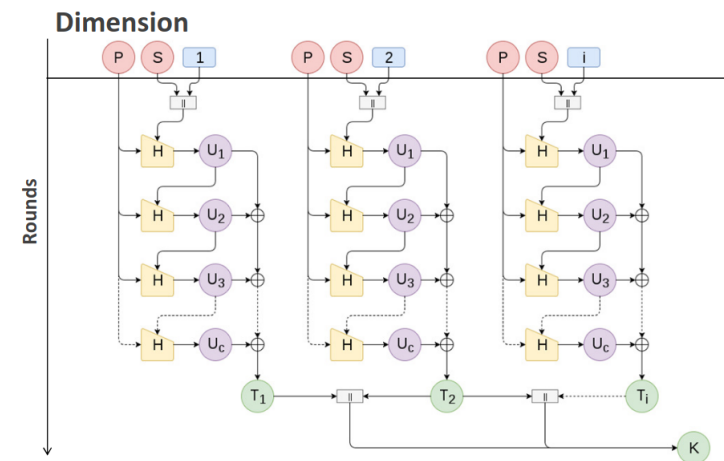 Dimension
P S 1 P S 2 P S i
|| || ||
H U1 H U1 H U1
H U2 H U2 H U2
Rounds
H U3 H U3 H U3
H Uc H Uc H Uc
T1 || T2 || Ti
K